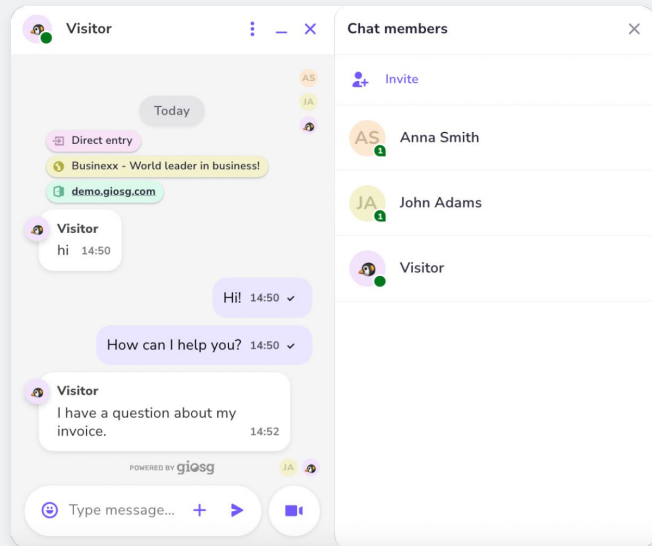 Visitor
Chat members
Invite
AS
JA
Today
Direct entry
Businexx - World leader in business!
demo.giosg.com
Visitor
hi 14:50
Hi! 14:50
How can I help you? 14:50
Visitor
I have a question about my
invoice. 14:52
POWERED BY giosg
JA
Type message...
AS
1
Anna Smith
JA
1
John Adams
Visitor